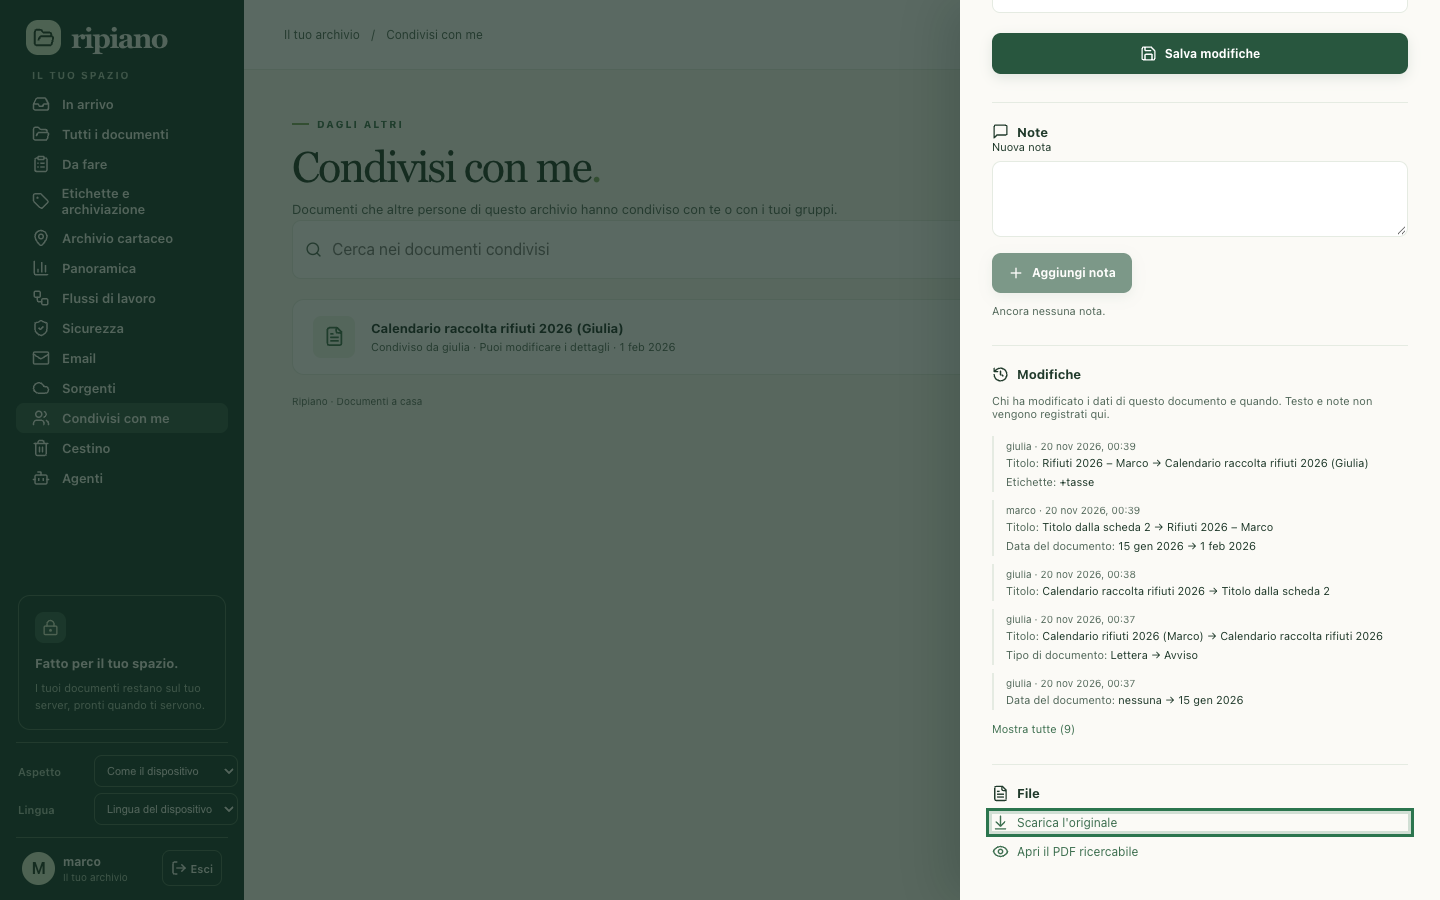 ripiano
IL TUO SPAZIO
In arrivo
Tutti i documenti
Da fare
Etichette e
archiviazione
Archivio cartaceo
Panoramica
Flussi di lavoro
Sicurezza
Email
Sorgenti
Condivisi con me
Cestino
Agenti
Fatto per il tuo spazio.
I tuoi documenti restano sul tuo
server, pronti quando ti servono.
Aspetto
Come il dispositivo
Lingua
Lingua del dispositivo
M
marco
Il tuo archivio
Esci
Il tuo archivio / Condivisi con me
DAGLI ALTRI
Condivisi con me.
Documenti che altre persone di questo archivio hanno condiviso con te o con i tuoi gruppi.
Cerca nei documenti condivisi
Calendario raccolta rifiuti 2026 (Giulia)
Condiviso da giulia · Puoi modificare i dettagli · 1 feb 2026
Ripiano · Documenti a casa
Salva modifiche
Note
Nuova nota
Aggiungi nota
Ancora nessuna nota.
Modifiche
Chi ha modificato i dati di questo documento e quando. Testo e note non
vengono registrati qui.
giulia · 20 nov 2026, 00:39
Titolo: Rifiuti 2026 – Marco → Calendario raccolta rifiuti 2026 (Giulia)
Etichette: +tasse
marco · 20 nov 2026, 00:39
Titolo: Titolo dalla scheda 2 → Rifiuti 2026 – Marco
Data del documento: 15 gen 2026 → 1 feb 2026
giulia · 20 nov 2026, 00:38
Titolo: Calendario raccolta rifiuti 2026 → Titolo dalla scheda 2
giulia · 20 nov 2026, 00:37
Titolo: Calendario rifiuti 2026 (Marco) → Calendario raccolta rifiuti 2026
Tipo di documento: Lettera → Avviso
giulia · 20 nov 2026, 00:37
Data del documento: nessuna → 15 gen 2026
Mostra tutte (9)
File
Scarica l'originale
Apri il PDF ricercabile